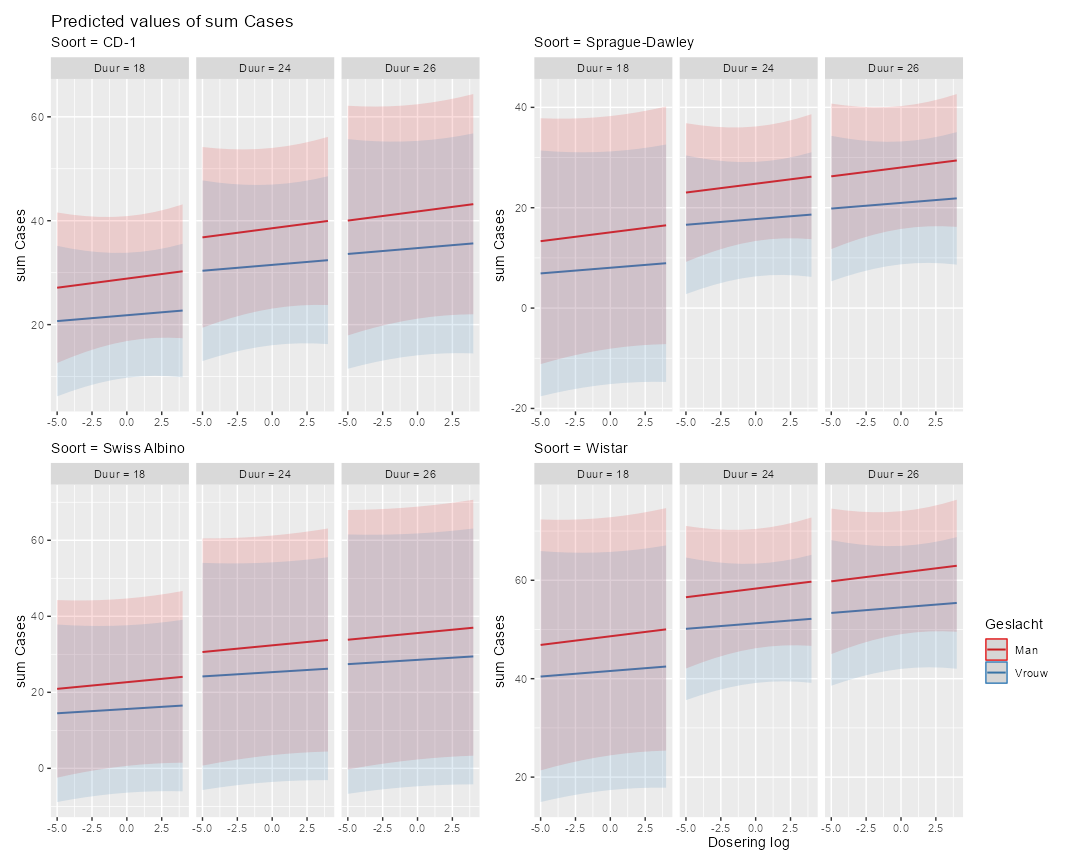 Predicted values of sum Cases
Soort = CD-1
Duur = 18 Duur = 24 Duur = 26
60
40
20
sum Cases
-5.0 -2.5 0.0 2.5 -5.0 -2.5 0.0 2.5 -5.0 -2.5 0.0 2.5
Soort = Sprague-Dawley
Duur = 18 Duur = 24 Duur = 26
40
20
0
-20
sum Cases
-5.0 -2.5 0.0 2.5 -5.0 -2.5 0.0 2.5 -5.0 -2.5 0.0 2.5
Soort = Swiss Albino
Duur = 18 Duur = 24 Duur = 26
60
40
20
0
sum Cases
-5.0 -2.5 0.0 2.5 -5.0 -2.5 0.0 2.5 -5.0 -2.5 0.0 2.5
Soort = Wistar
Duur = 18 Duur = 24 Duur = 26
60
40
20
sum Cases
-5.0 -2.5 0.0 2.5 -5.0 -2.5 0.0 2.5 -5.0 -2.5 0.0 2.5
Dosering log
Geslacht
Man
Vrouw